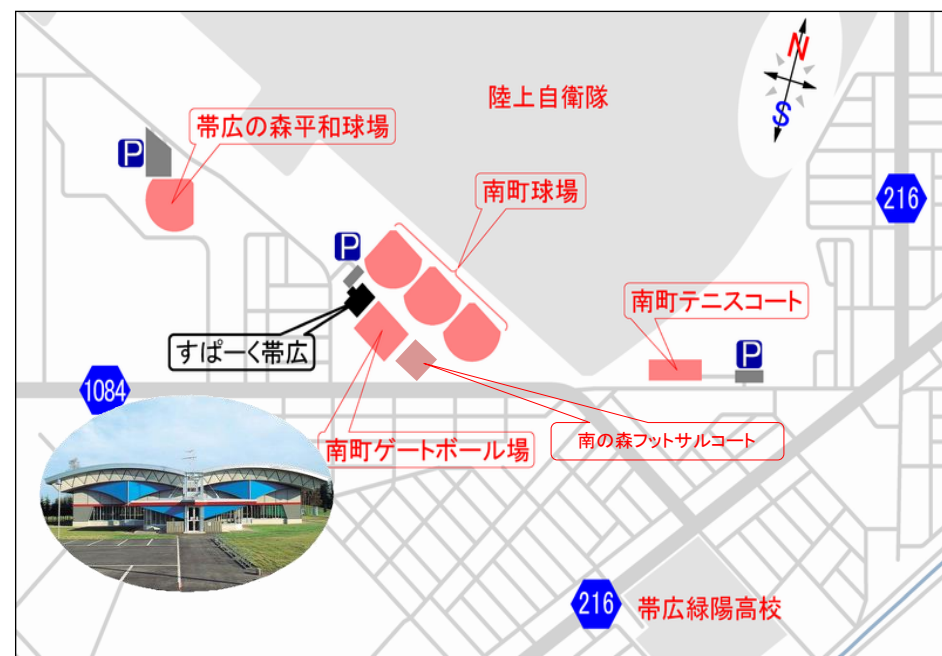 N
S
陸上自衛隊
帯広の森平和球場
P
南町球場
216
P
南町テニスコート
すぱーく帯広
P
1084
南町ゲートボール場
南の森フットサルコート
216
帯広緑陽高校